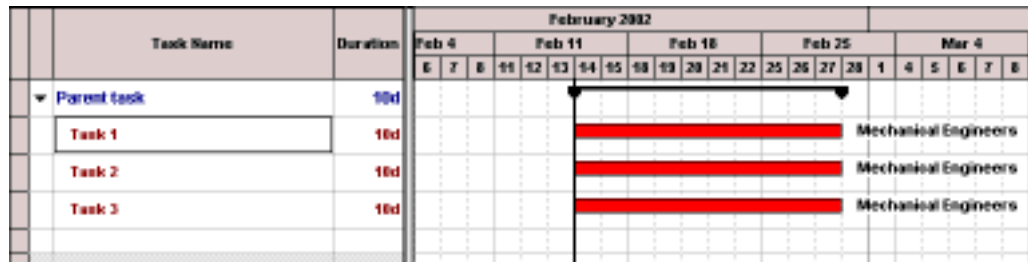 February 2002
Task Name Duration Feb 4 Feb 11 Feb 18 Feb 25 Mar 4
6 7 8 11 12 13 14 15 18 19 20 21 22 25 26 27 28 1 4 5 6 7 8
Parent task 10d
Task 1 10d Mechanical Engineers
Task 2 10d Mechanical Engineers
Task 3 10d Mechanical Engineers